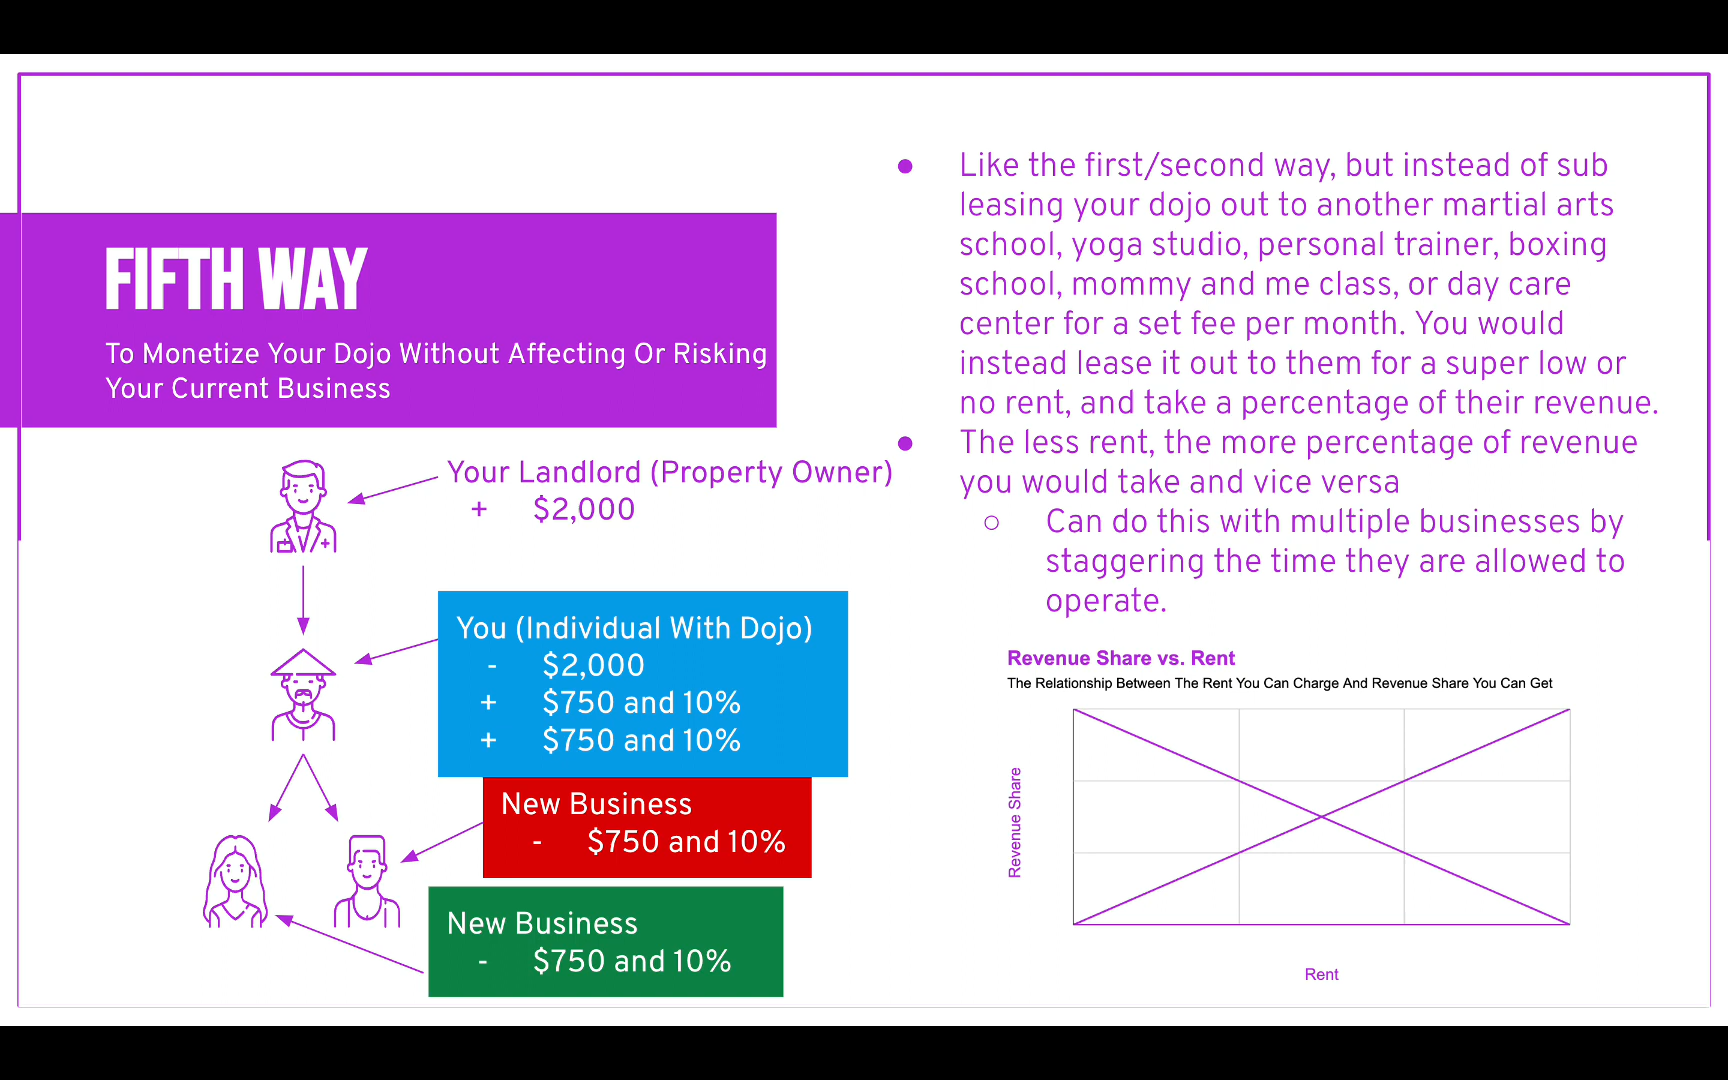 FIFTH WAY
To Monetize Your Dojo Without Affecting Or Risking
Your Current Business
Your Landlord (Property Owner)
+ $2,000
You (Individual With Dojo)
- $2,000
+ $750 and 10%
+ $750 and 10%
New Business
- $750 and 10%
New Business
- $750 and 10%
● Like the first/second way, but instead of sub
leasing your dojo out to another martial arts
school, yoga studio, personal trainer, boxing
school, mommy and me class, or day care
center for a set fee per month. You would
instead lease it out to them for a super low or
no rent, and take a percentage of their revenue.
● The less rent, the more percentage of revenue
you would take and vice versa
○ Can do this with multiple businesses by
staggering the time they are allowed to
operate.
Revenue Share vs. Rent
The Relationship Between The Rent You Can Charge And Revenue Share You Can Get
Revenue Share
Rent